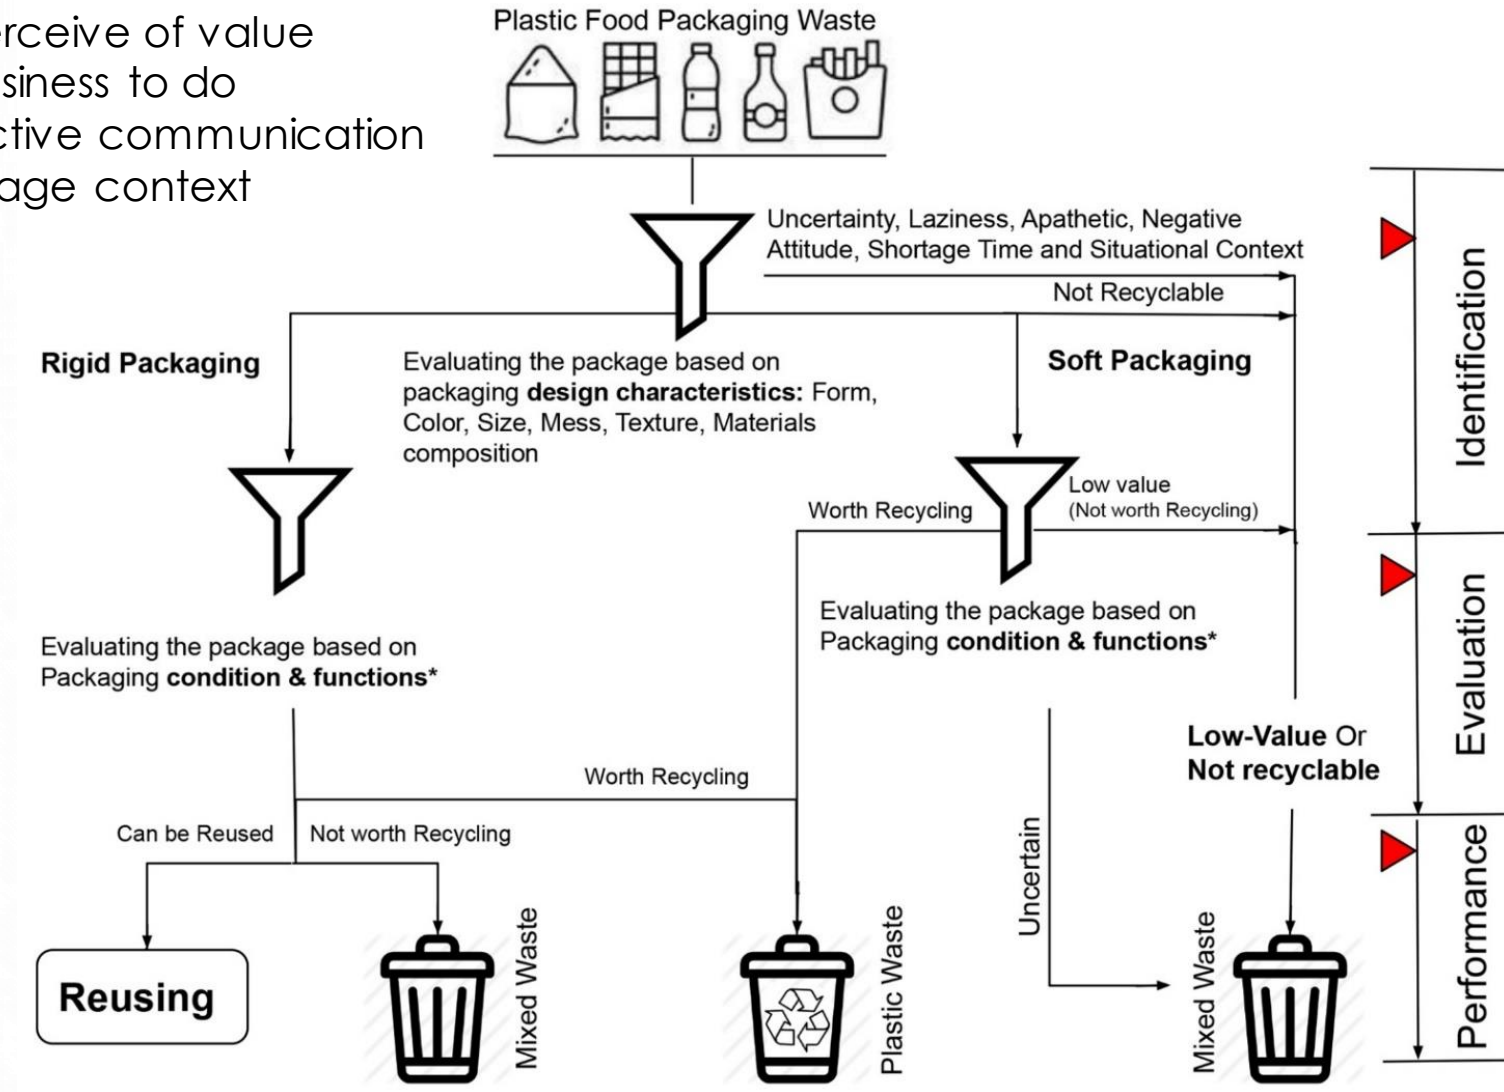 of value
to do
communication
context
Plastic Food Packaging Waste
Uncertainty, Laziness, Apathetic, Negative
Attitude, Shortage Time and Situational Context
Not Recyclable
Rigid Packaging
Evaluating the package based on
packaging design characteristics: Form,
Color, Size, Mess, Texture, Materials
composition
Soft Packaging
Identification
Worth Recycling
Low value
(Not worth Recycling)
Evaluating the package based on
Packaging condition & functions*
Evaluating the package based on
Packaging condition & functions*
Evaluation
Low-Value Or
Not recyclable
Worth Recycling
Can be Reused
Not worth Recycling
Uncertain
Performance
Reusing
Mixed Waste
Plastic Waste
Mixed Waste